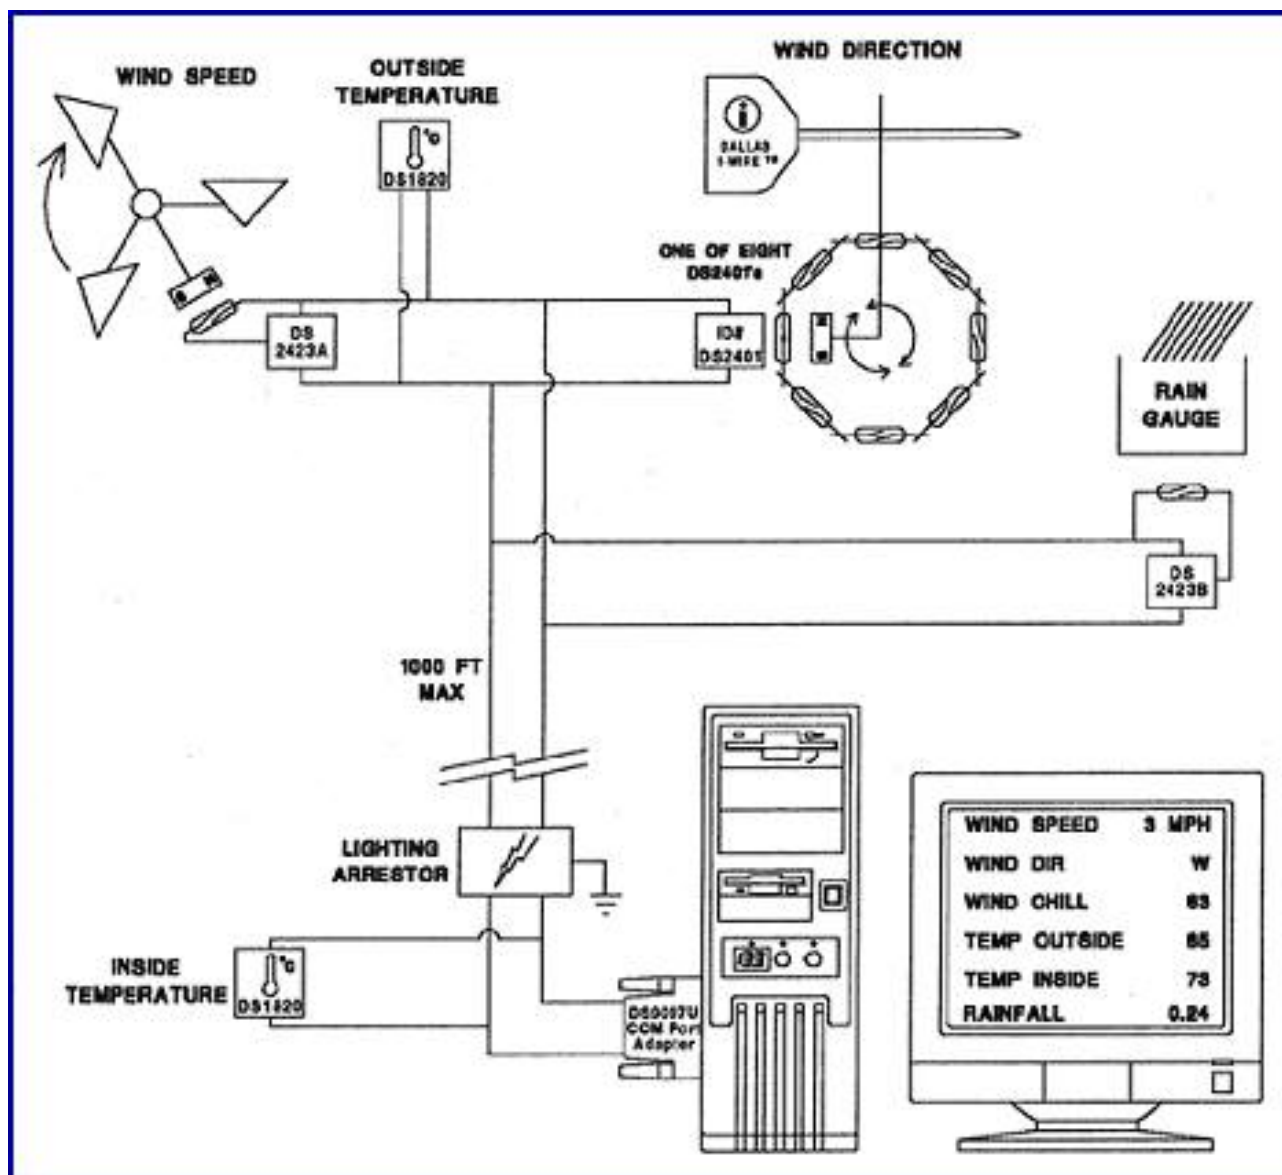 WIND SPEED
OUTSIDE
TEMPERATURE
°C
DS1820
WIND DIRECTION
i
DALLAS
1-WIRE TM
ONE OF EIGHT
DS2401s
DS
2423A
ID#
DS2401
RAIN
GAUGE
DS
2423B
1000 FT
MAX
LIGHTING
ARRESTOR
INSIDE
TEMPERATURE
°C
DS1820
DS9097U
COM Port
Adapter
WIND SPEED 3 MPH
WIND DIR W
WIND CHILL 63
TEMP OUTSIDE 65
TEMP INSIDE 73
RAINFALL 0.24